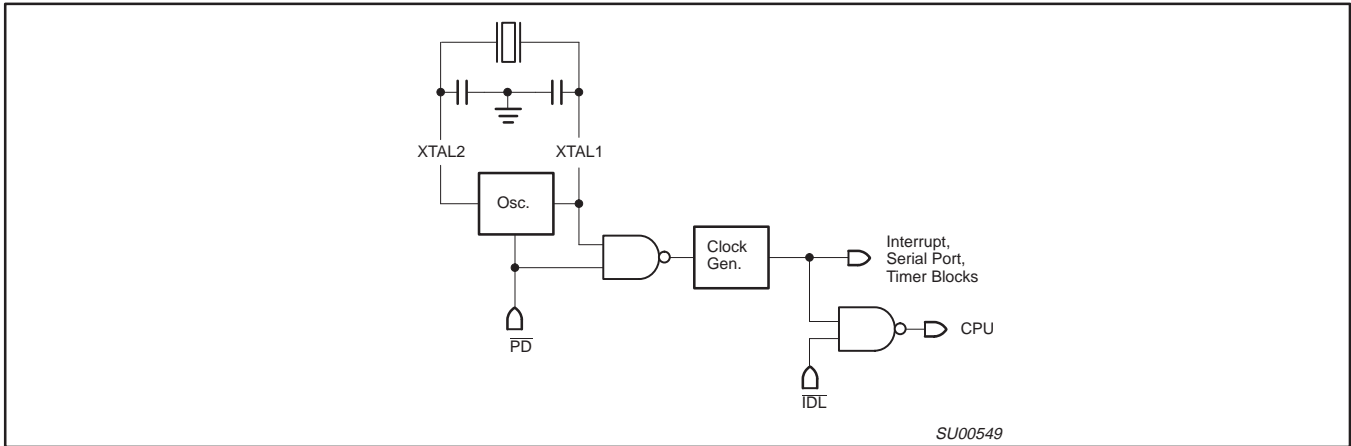 XTAL2
XTAL1
Osc.
Clock
Gen.
Interrupt,
Serial Port,
Timer Blocks
PD
CPU
IDL
SU00549